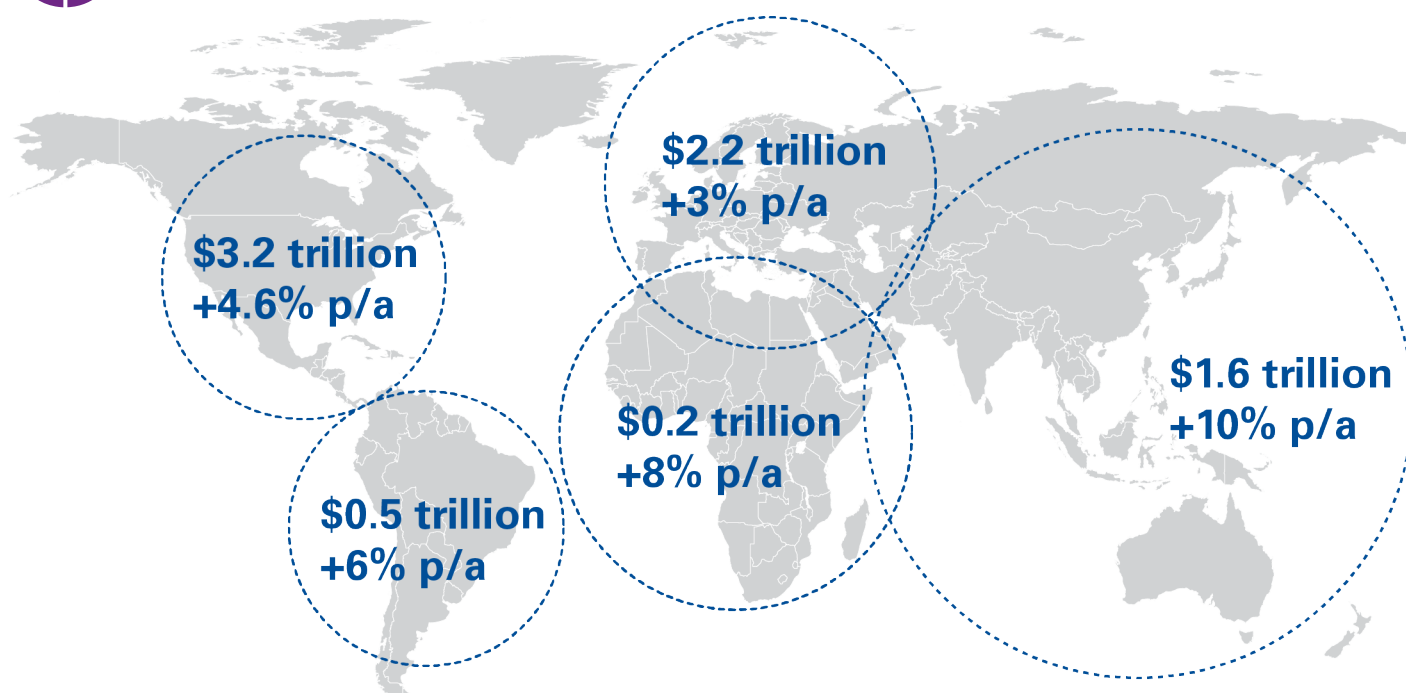 $2.2 trillion
+3% p/a
$3.2 trillion
+4.6% p/a
$1.6 trillion
+10% p/a
$0.2 trillion
+8% p/a
$0.5 trillion
+6% p/a